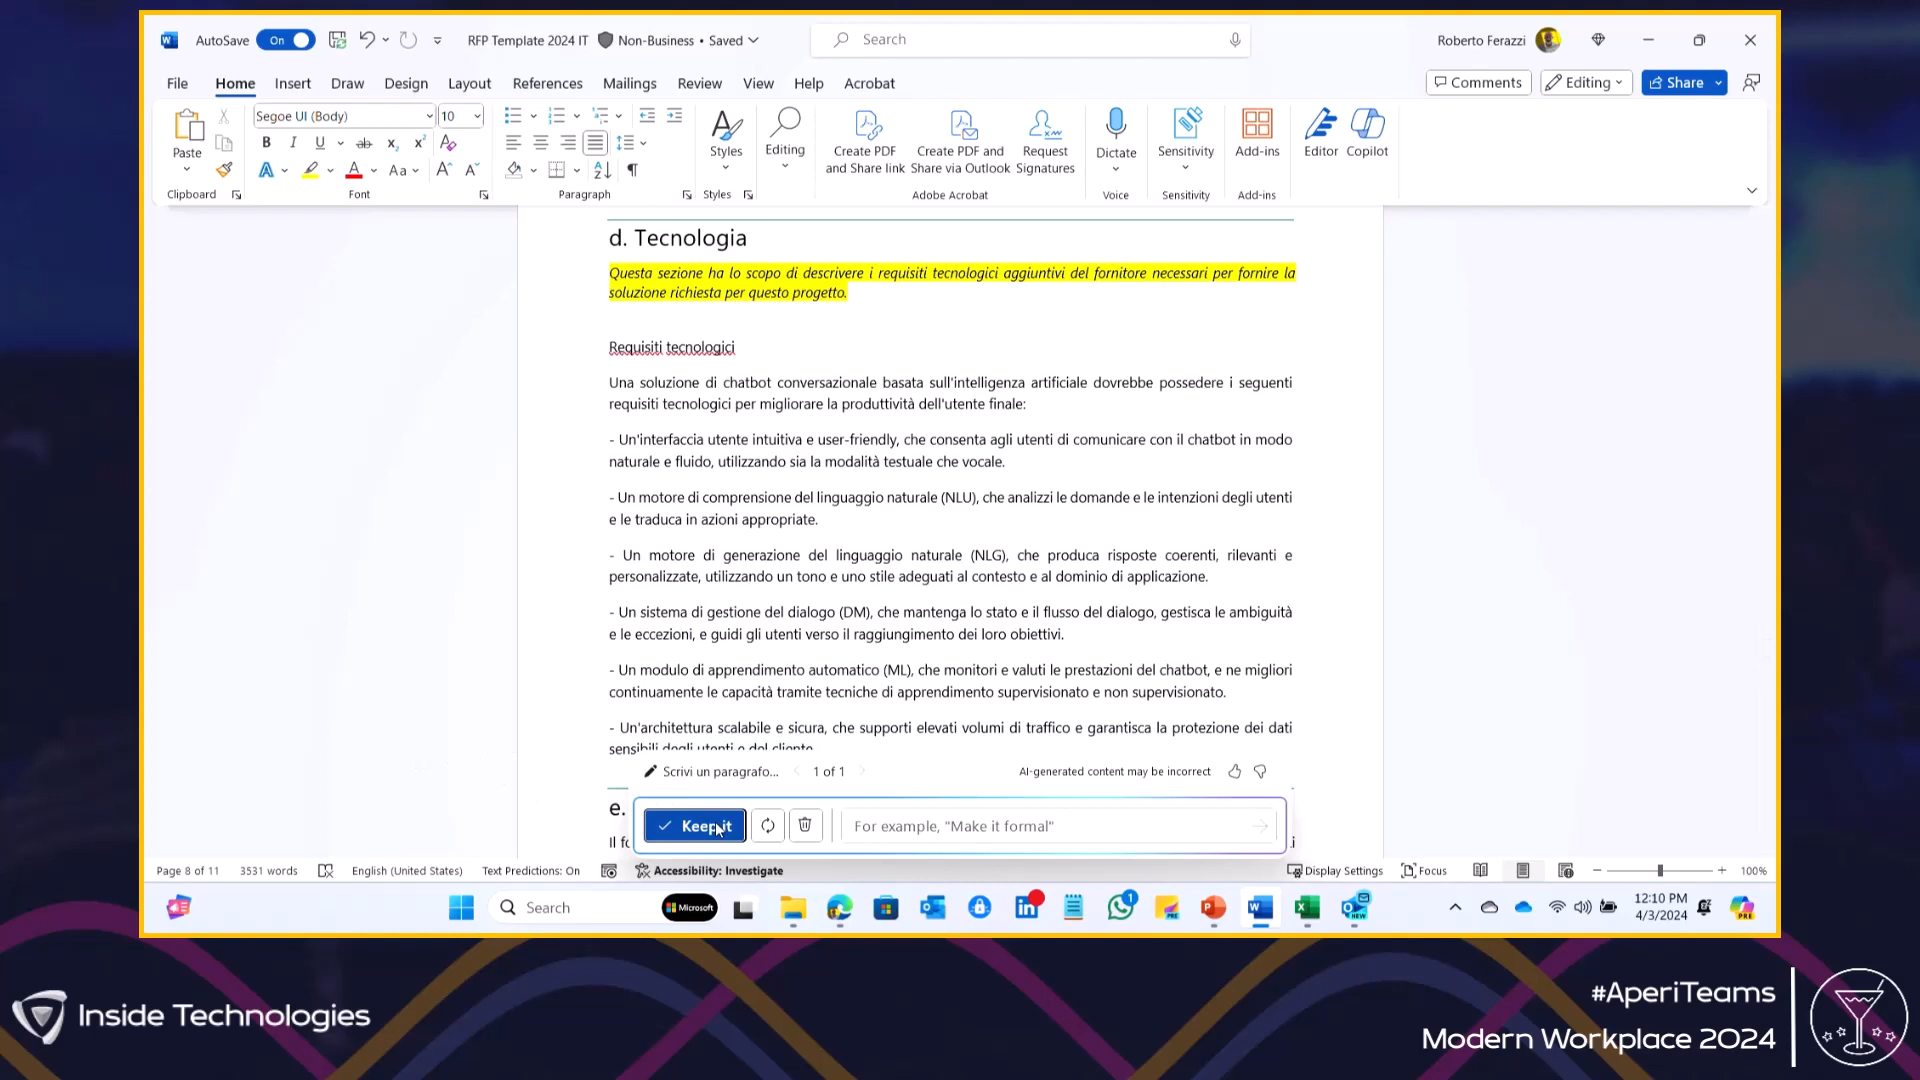 AutoSave On RFP Template 2024 IT Non-Business • Saved Search Roberto Ferazzi
File Home Insert Draw Design Layout References Mailings Review View Help Acrobat Comments Editing Share
Segoe UI (Body) 10
Paste
Styles
Editing
Create PDF and Share link
Create PDF and Share via Outlook
Request Signatures
Dictate
Sensitivity
Add-ins
Editor
Copilot
Clipboard Font Paragraph Styles Adobe Acrobat Voice Sensitivity Add-ins
d. Tecnologia
Questa sezione ha lo scopo di descrivere i requisiti tecnologici aggiuntivi del fornitore necessari per fornire la
soluzione richiesta per questo progetto.
Requisiti tecnologici
Una soluzione di chatbot conversazionale basata sull'intelligenza artificiale dovrebbe possedere i seguenti
requisiti tecnologici per migliorare la produttività dell'utente finale:
- Un'interfaccia utente intuitiva e user-friendly, che consenta agli utenti di comunicare con il chatbot in modo
naturale e fluido, utilizzando sia la modalità testuale che vocale.
- Un motore di comprensione del linguaggio naturale (NLU), che analizzi le domande e le intenzioni degli utenti
e le traduca in azioni appropriate.
- Un motore di generazione del linguaggio naturale (NLG), che produca risposte coerenti, rilevanti e
personalizzate, utilizzando un tono e uno stile adeguati al contesto e al dominio di applicazione.
- Un sistema di gestione del dialogo (DM), che mantenga lo stato e il flusso del dialogo, gestisca le ambiguità
e le eccezioni, e guidi gli utenti verso il raggiungimento dei loro obiettivi.
- Un modulo di apprendimento automatico (ML), che monitori e valuti le prestazioni del chatbot, e ne migliori
continuamente le capacità tramite tecniche di apprendimento supervisionato e non supervisionato.
- Un'architettura scalabile e sicura, che supporti elevati volumi di traffico e garantisca la protezione dei dati
sensibili degli utenti e del cliente.
Scrivi un paragrafo... 1 of 1 AI-generated content may be incorrect
e.
Keep it For example, "Make it formal"
Il
Page 8 of 11 3531 words English (United States) Text Predictions: On Accessibility: Investigate Display Settings Focus 100%
Search Microsoft 12:10 PM
4/3/2024
Inside Technologies
#AperiTeams
Modern Workplace 2024